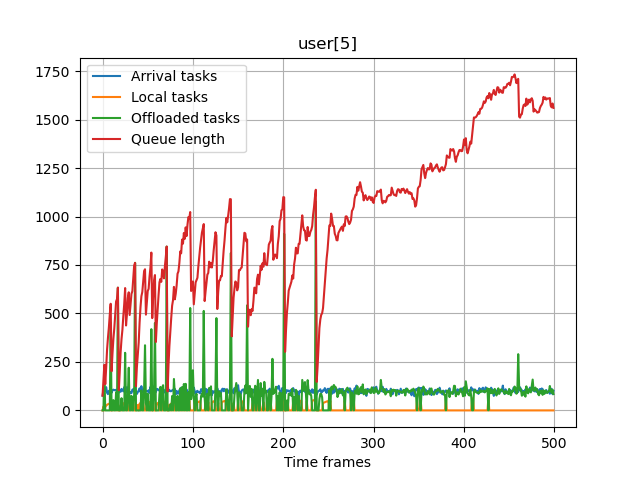 user[5]
Arrival tasks
Local tasks
Offloaded tasks
Queue length
1750
1500
1250
1000
750
500
250
0
0 100 200 300 400 500
Time frames